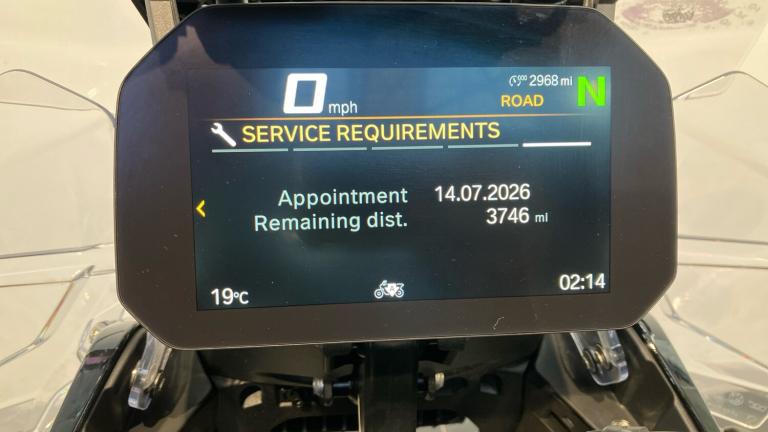 0 mph
2968 mi
ROAD
N
SERVICE REQUIREMENTS
Appointment 14.07.2026
Remaining dist. 3746 mi
19°C
02:14